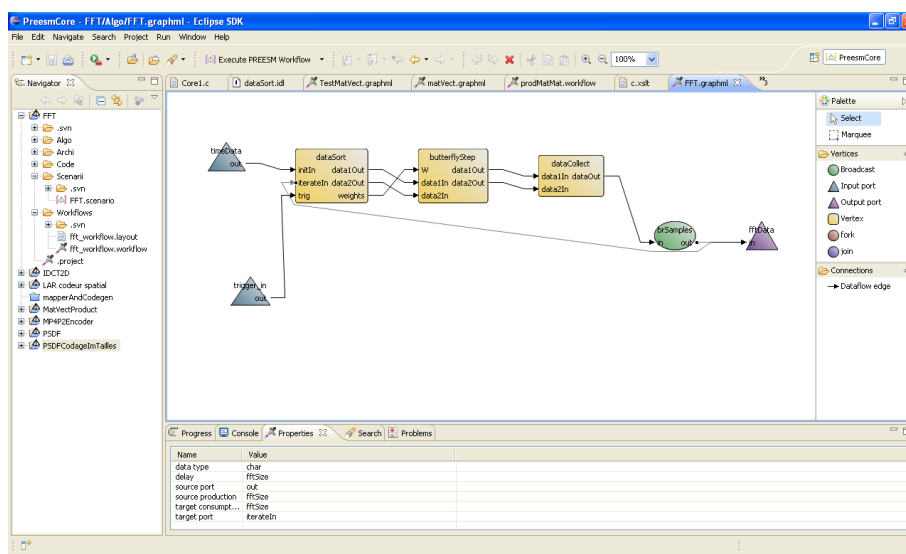 PreesmCore - FFT/Algo/FFT.graphml - Eclipse SDK
File Edit Navigate Search Project Run Window Help
Execute PREESM Workflow 100% PreesmCore
Navigator
Core1.c dataSort.idl TestMatVect.graphml matVect.graphml prodMatMat.workflow c.xslt FFT.graphml 3
FFT
.svn
Algo
Archi
Code
Scenarii
.svn
FFT.scenario
Workflows
.svn
fft_workflow.layout
fft_workflow.workflow
.project
IDCT2D
LAR codeur spatial
mapperAndCodegen
MatVectProduct
MP4P2Encoder
PSDF
PSDFCodageImTailles
timeData
out
dataSort
initIn data1Out
iterateIn data2Out
trig weights
butterflyStep
W data1Out
data1In data2Out
data2In
dataCollect
data1In dataOut
data2In
brSamples
in out
fftData
in
trigger_in
out
Palette
Select
Marquee
Vertices
Broadcast
Input port
Output port
Vertex
fork
join
Connections
Dataflow edge
Progress Console Properties Search Problems
Name Value
data type char
delay fftSize
source port out
source production fftSize
target consumpt... fftSize
target port iterateIn